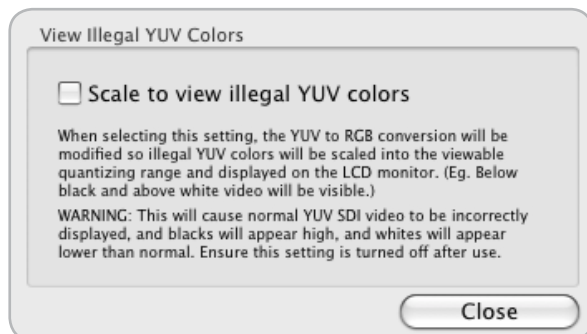 View Illegal YUV Colors
Scale to view illegal YUV colors
When selecting this setting, the YUV to RGB conversion will be
modified so illegal YUV colors will be scaled into the viewable
quantizing range and displayed on the LCD monitor. (Eg. Below
black and above white video will be visible.)
WARNING: This will cause normal YUV SDI video to be incorrectly
displayed, and blacks will appear high, and whites will appear
lower than normal. Ensure this setting is turned off after use.
Close